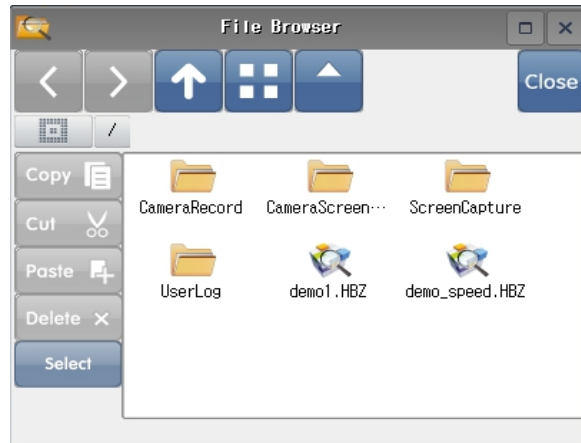 File Browser
Close
/
Copy
Cut
Paste
Delete
Select
CameraRecord
CameraScreen…
ScreenCapture
UserLog
demo1.HBZ
demo_speed.HBZ